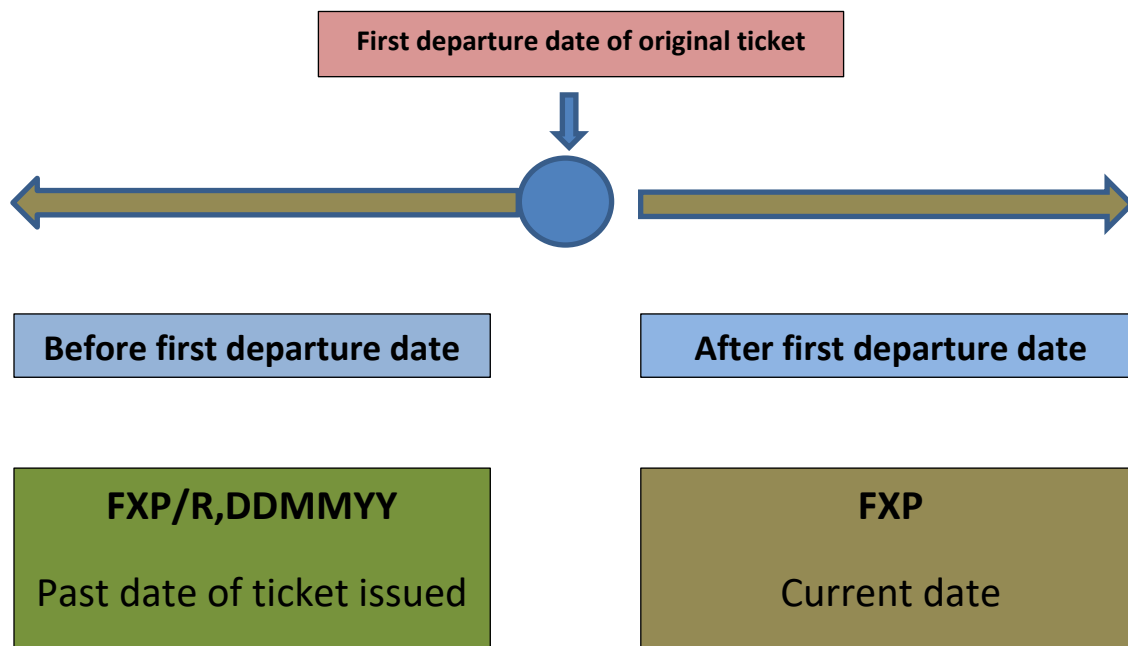 First departure date of original ticket
Before first departure date
After first departure date
FXP/R,DDMMYY
Past date of ticket issued
FXP
Current date